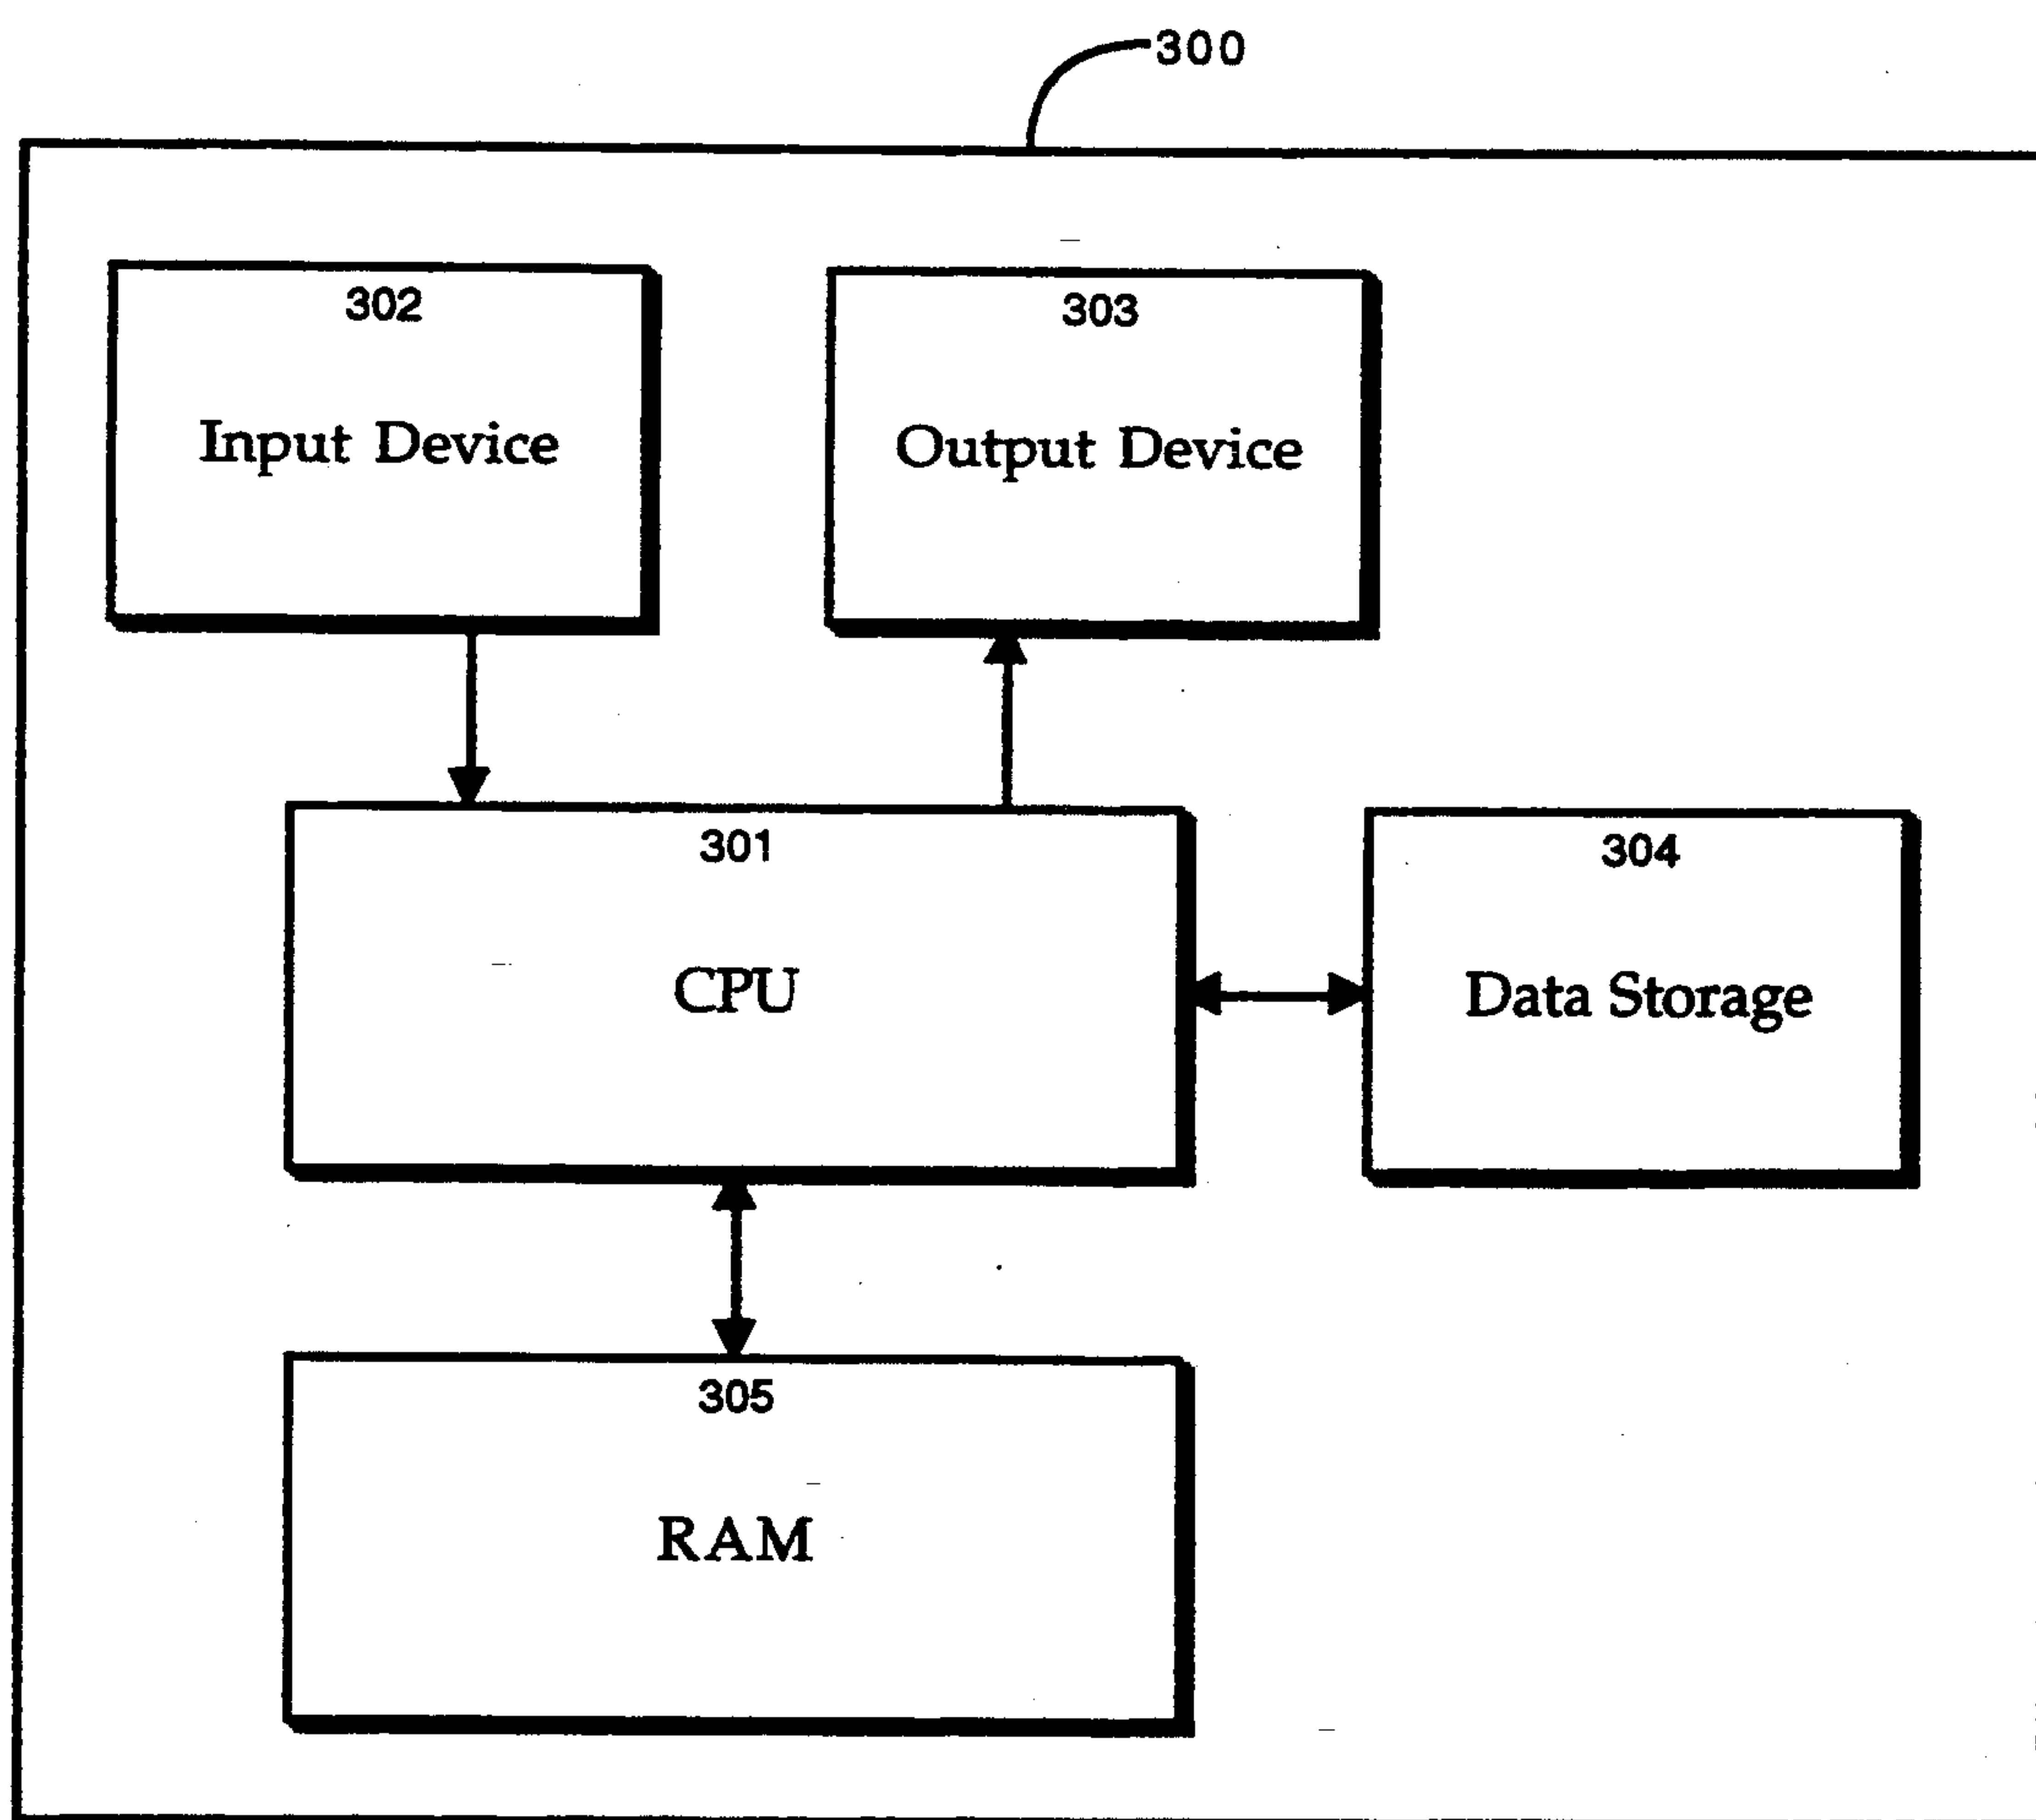 300
302
Input Device
303
Output Device
301
CPU
304
Data Storage
305
RAM